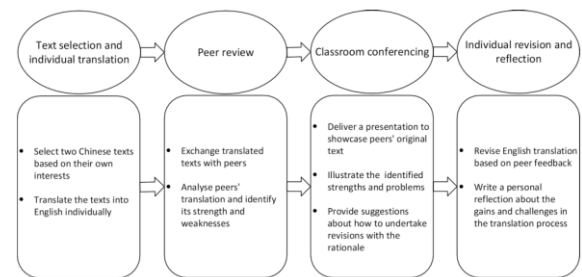 Text selection and
individual translation
Peer review
Classroom conferencing
Individual revision and
reflection
• Select two Chinese texts
based on their own
interests
• Translate the texts into
English individually
• Exchange translated
texts with peers
• Analyse peers'
translation and identify
its strength and
weaknesses
• Deliver a presentation to
showcase peers' original
text
• Illustrate the identified
strengths and problems
• Provide suggestions
about how to undertake
revisions with the
rationale
• Revise English translation
based on peer feedback
• Write a personal
reflection about the
gains and challenges in
the translation process